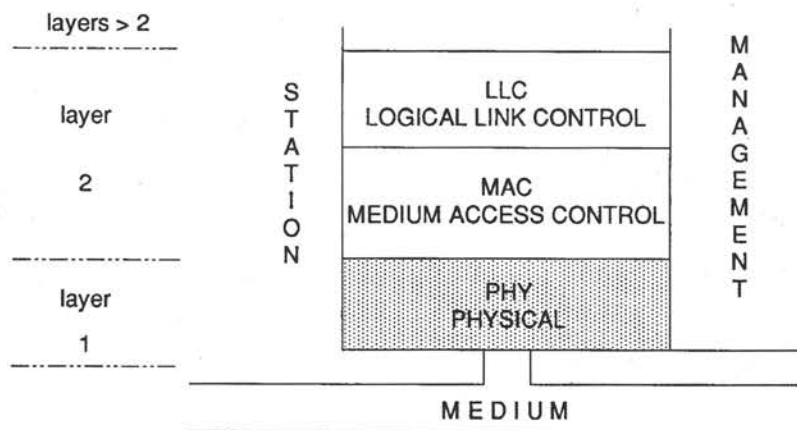 layers > 2
layer
2
layer
1
STATION
LLC
LOGICAL LINK CONTROL
MAC
MEDIUM ACCESS CONTROL
PHY
PHYSICAL
MANAGEMENT
MEDIUM